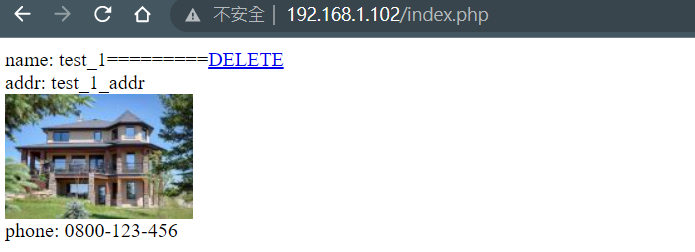 不安全 | 192.168.1.102/index.php
name: test_1=========DELETE
addr: test_1_addr
phone: 0800-123-456